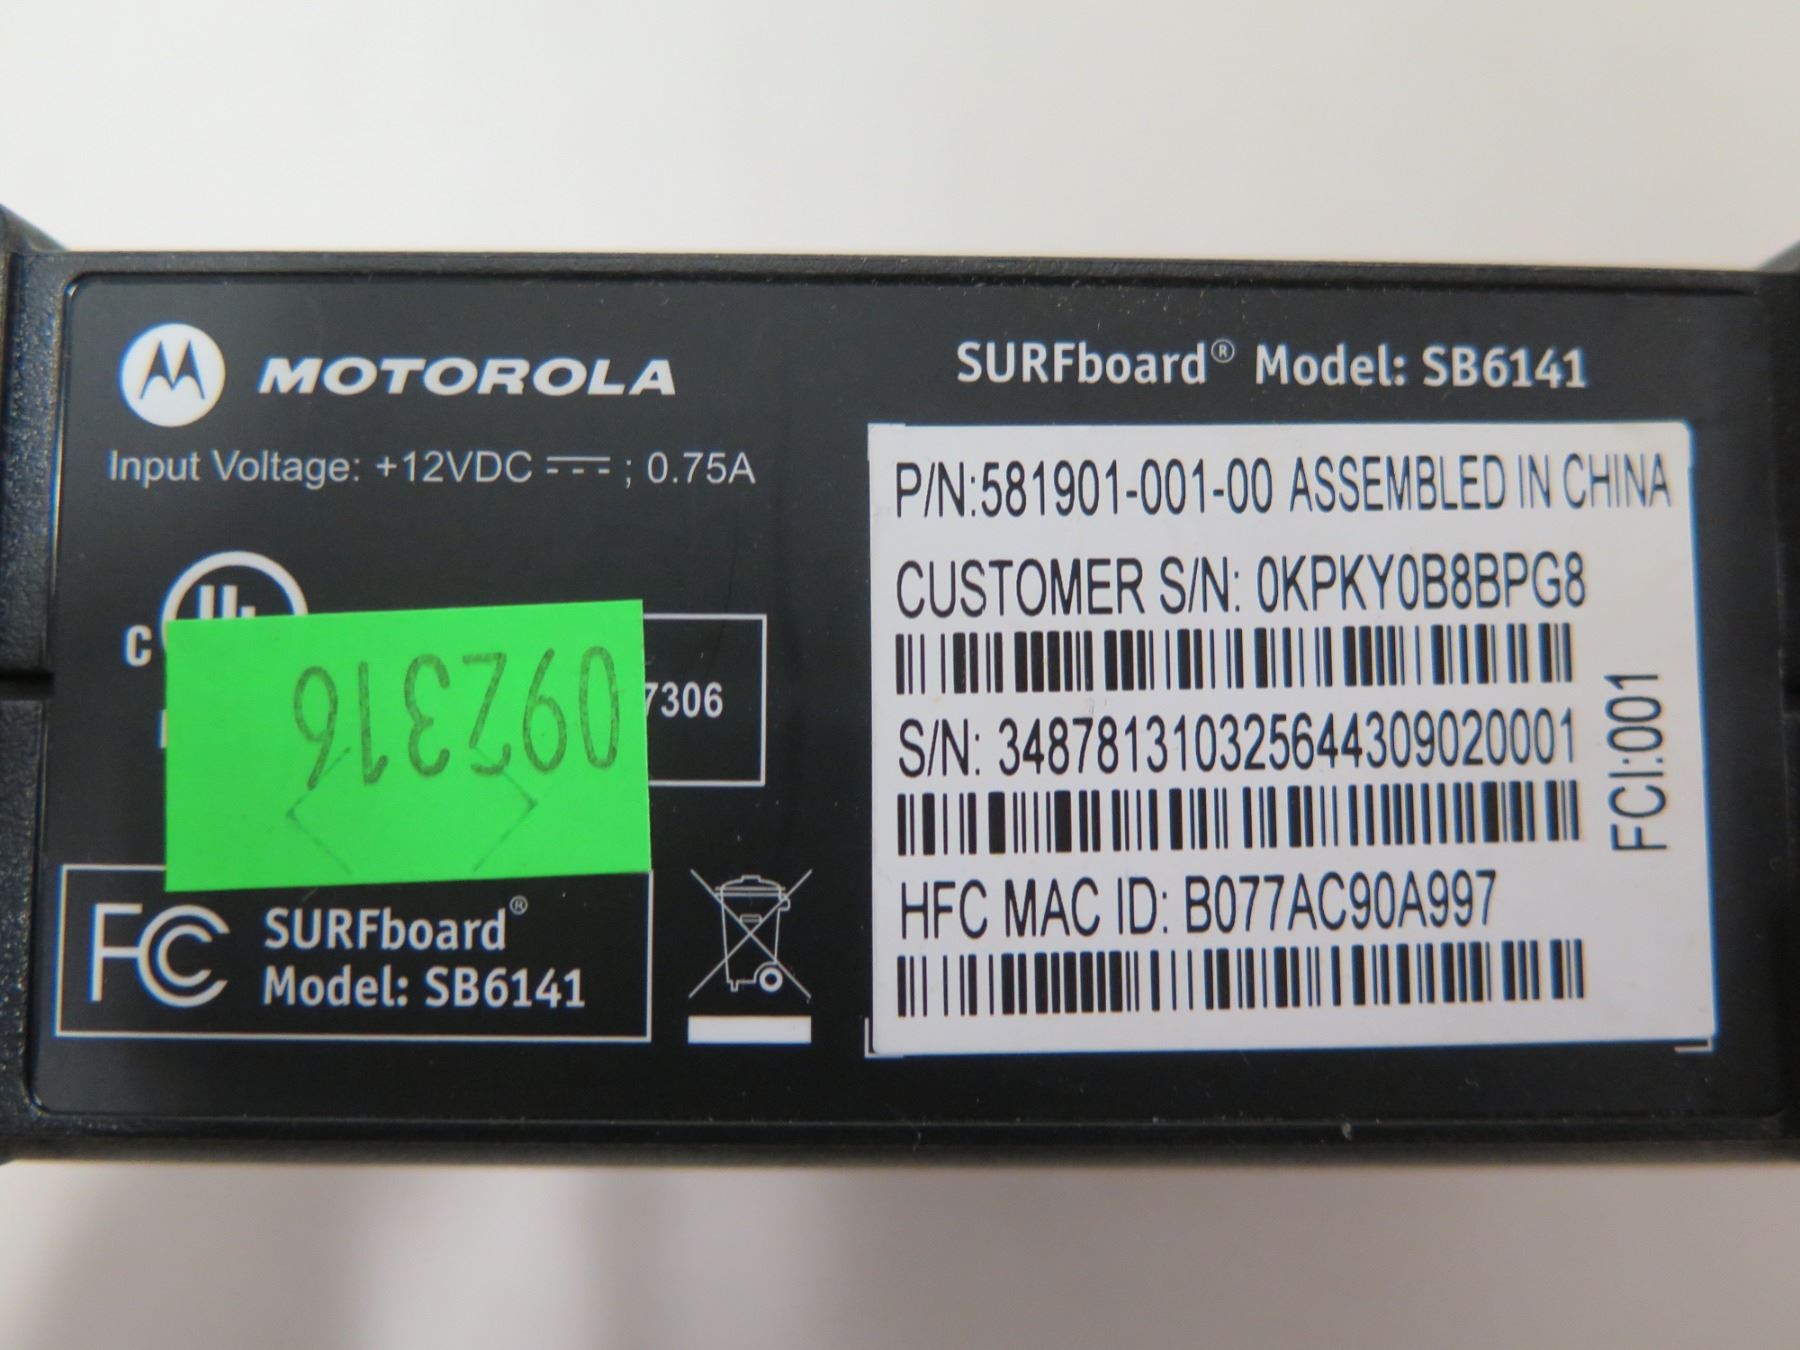 MOTOROLA
Input Voltage: +12VDC ⎓ ; 0.75A
C UL
7306
092316
FC SURFboard®
Model: SB6141
SURFboard® Model: SB6141
P/N:581901-001-00 ASSEMBLED IN CHINA
CUSTOMER S/N: 0KPKY0B8BPG8
S/N: 348781310325644309020001
HFC MAC ID: B077AC90A997
FCI:001